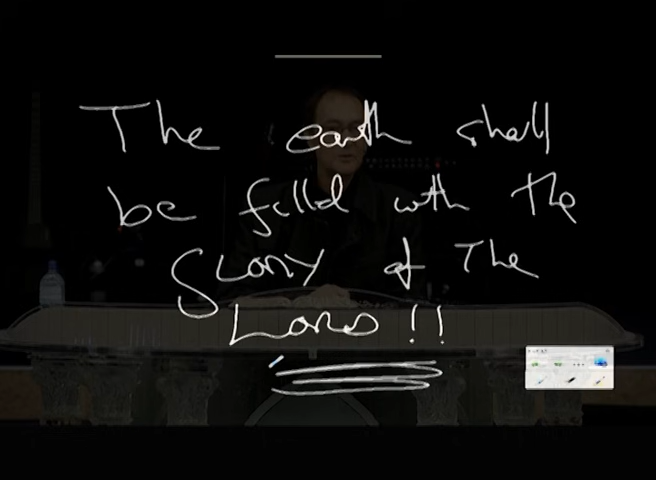 The earth shall
be filled with the
Glory of The
Lord!!